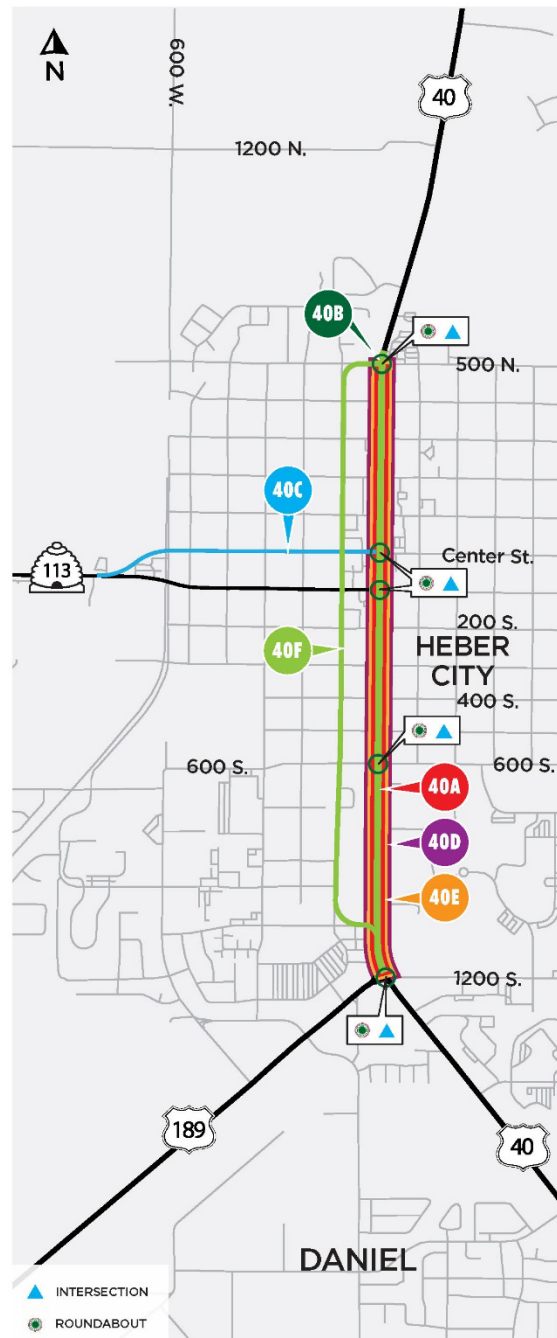 N
600 W.
40
1200 N.
40B
500 N.
40C
Center St.
113
200 S.
40F
HEBER
CITY
400 S.
600 S.
600 S.
40A
40D
40E
1200 S.
189
40
DANIEL
INTERSECTION
ROUNDABOUT